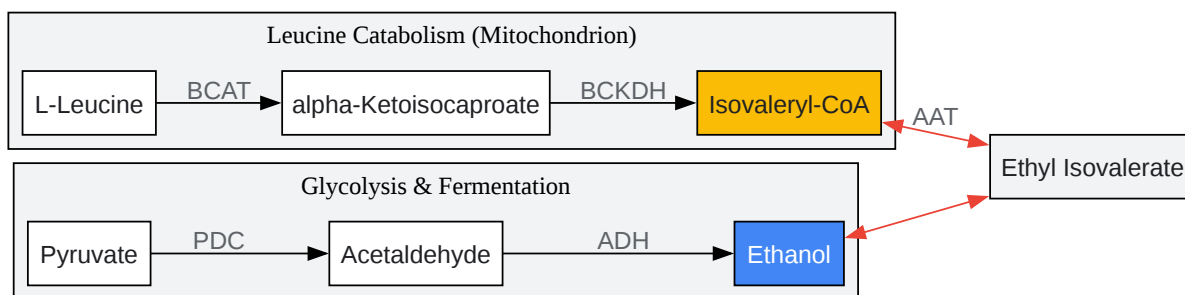 Leucine Catabolism (Mitochondrion)
L-Leucine
BCAT
alpha-Ketoisocaproate
BCKDH
Isovaleryl-CoA
AAT
Ethyl Isovalerate
Glycolysis & Fermentation
Pyruvate
PDC
Acetaldehyde
ADH
Ethanol